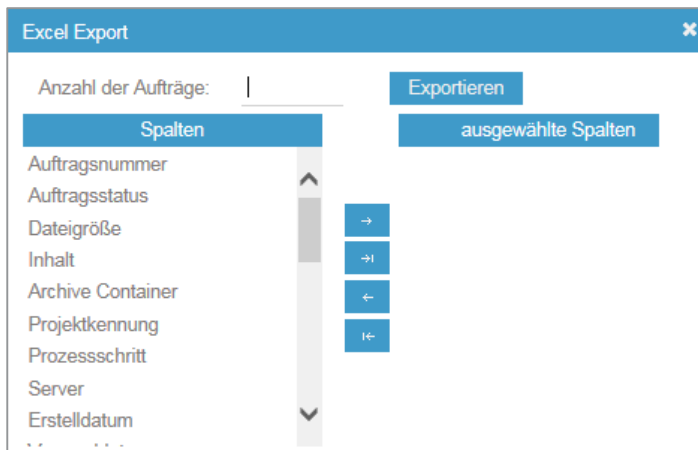 Excel Export
Anzahl der Aufträge: Exportieren
Spalten ausgewählte Spalten
Auftragsnummer
Auftragsstatus
Dateigröße
Inhalt
Archive Container
Projektkennung
Prozessschritt
Server
Erstelldatum